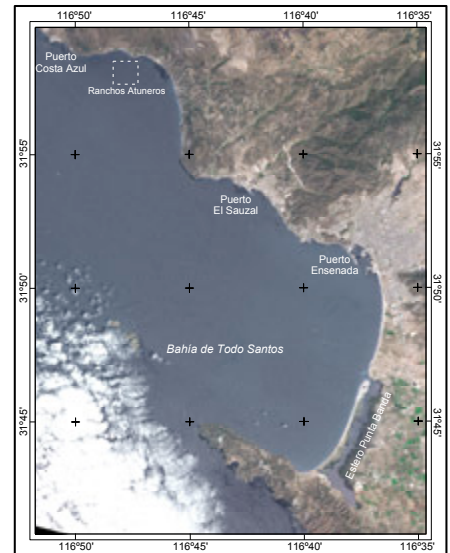 116°50' 116°45' 116°40' 116°35'
Puerto
Costa Azul
Ranchos Atuneros
31°55' 31°55'
Puerto
El Sauzal
Puerto
Ensenada
31°50' 31°50'
Bahía de Todo Santos
31°45' 31°45'
Estero Punta Banda
116°50' 116°45' 116°40' 116°35'